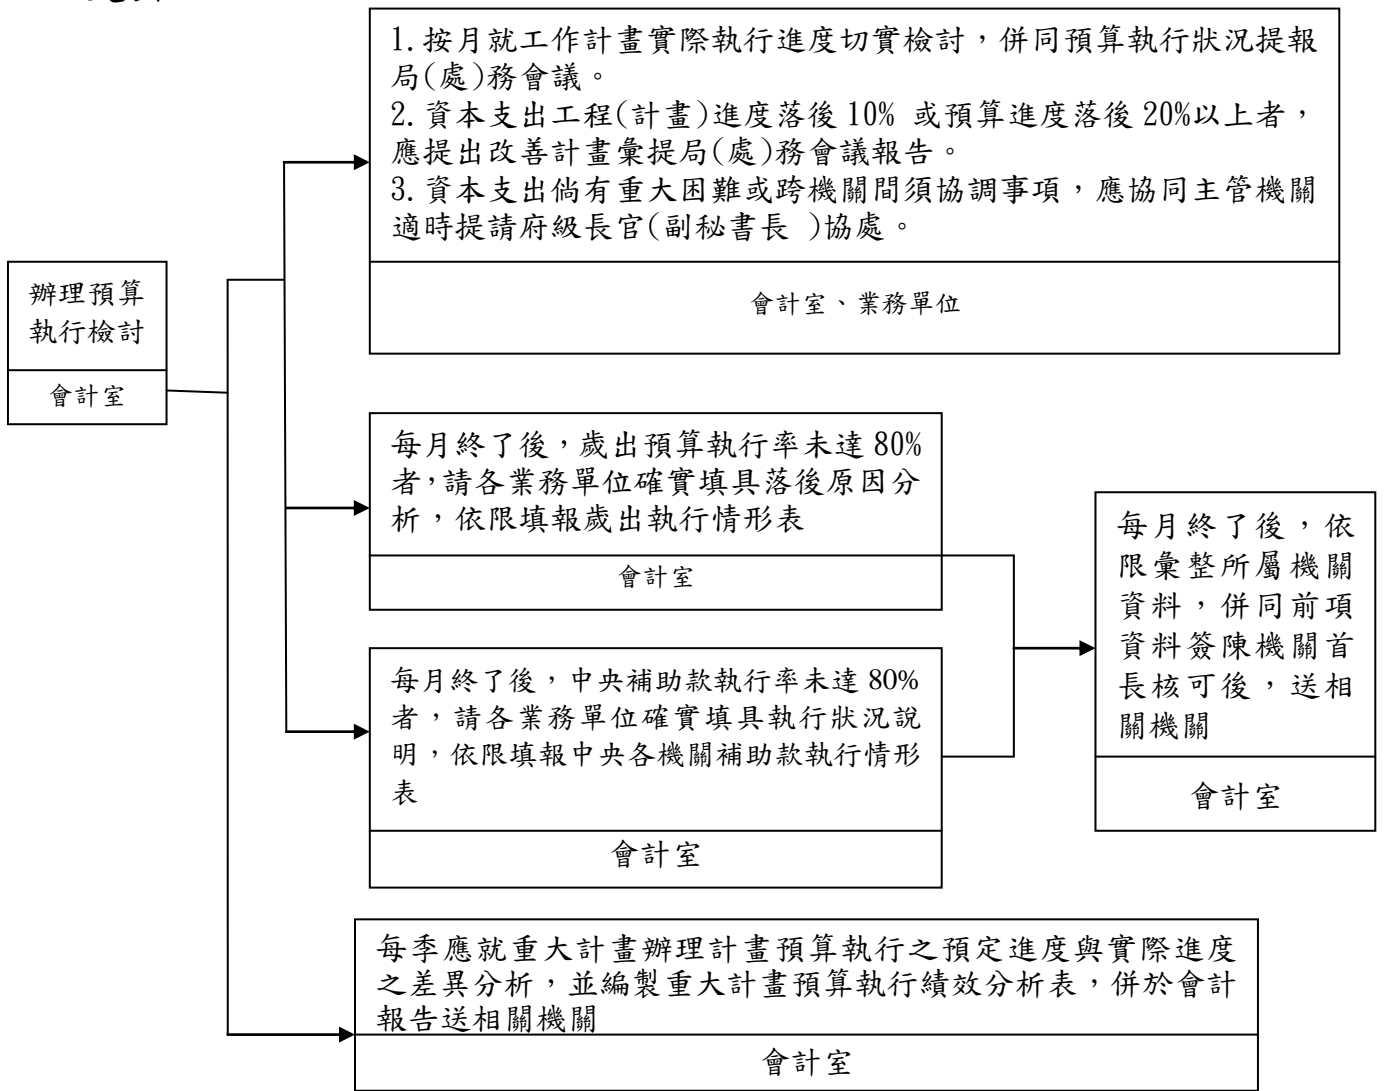 1.按月就工作計畫實際執行進度切實檢討，併同預算執行狀況提報
局(處)務會議。
2.資本支出工程(計畫)進度落後 10% 或預算進度落後 20%以上者，
應提出改善計畫彙提局(處)務會議報告。
3.資本支出倘有重大困難或跨機關間須協調事項，應協同主管機關
適時提請府級長官(副秘書長 )協處。
會計室、業務單位
辦理預算
執行檢討
會計室
每月終了後，歲出預算執行率未達 80%
者，請各業務單位確實填具落後原因分
析，依限填報歲出執行情形表
會計室
每月終了後，中央補助款執行率未達 80%
者，請各業務單位確實填具執行狀況說
明，依限填報中央各機關補助款執行情形
表
會計室
每月終了後，依
限彙整所屬機關
資料，併同前項
資料簽陳機關首
長核可後，送相
關機關
會計室
每季應就重大計畫辦理計畫預算執行之預定進度與實際進度
之差異分析，並編製重大計畫預算執行績效分析表，併於會計
報告送相關機關
會計室